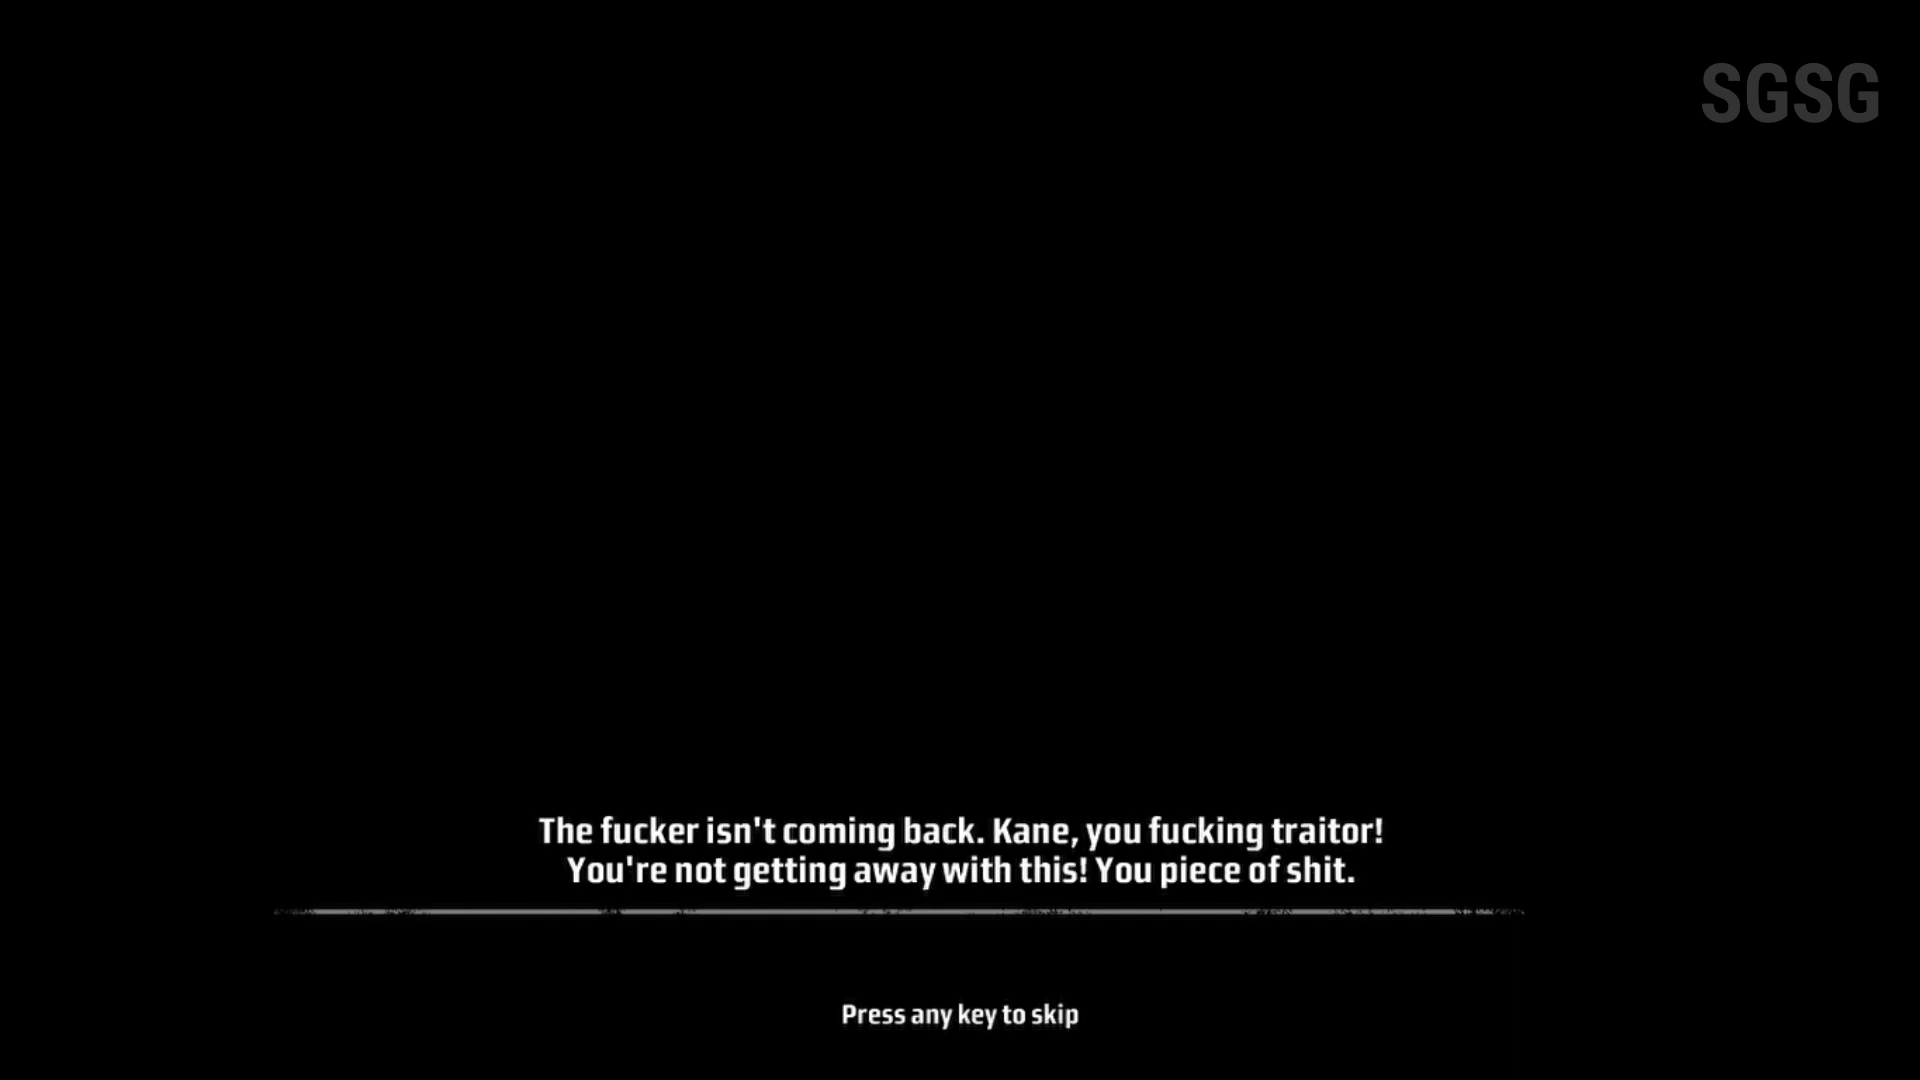 SGSG
The fucker isn't coming back. Kane, you fucking traitor!
You're not getting away with this! You piece of shit.
Press any key to skip